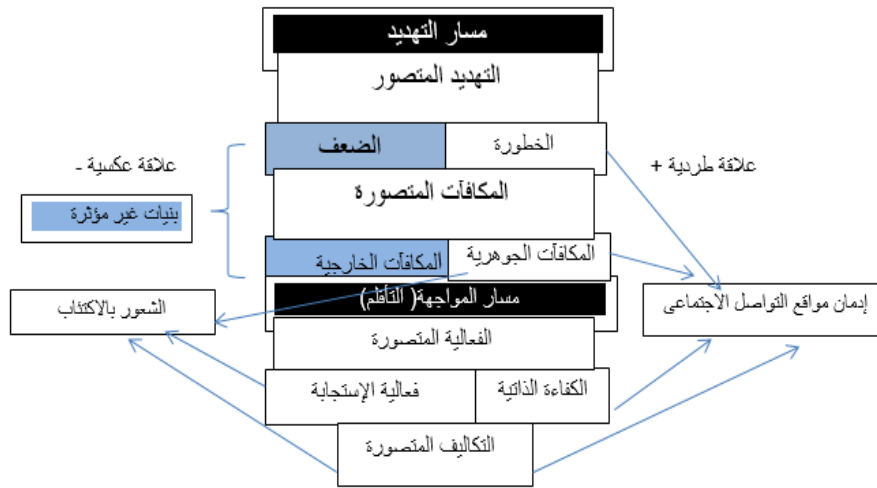 مسار التهديد
التهديد المتصور
الخطورة
الضعف
علاقة طردية +
علاقة عكسية -
المكافآت المتصورة
بنيات غير مؤثرة
المكافآت الجوهرية
المكافآت الخارجية
مسار المواجهة( التأقلم)
إدمان مواقع التواصل الاجتماعى
الشعور بالاكتئاب
الفعالية المتصورة
الكفاءة الذاتية
فعالية الإستجابة
التكاليف المتصورة